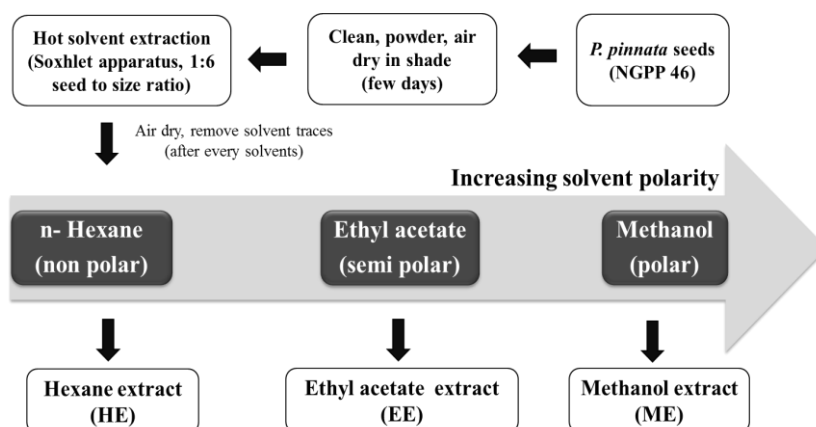 Hot solvent extraction
(Soxhlet apparatus, 1:6
seed to size ratio)
Clean, powder, air
dry in shade
(few days)
P. pinnata seeds
(NGPP 46)
Air dry, remove solvent traces
(after every solvents)
Increasing solvent polarity
n- Hexane
(non polar)
Ethyl acetate
(semi polar)
Methanol
(polar)
Hexane extract
(HE)
Ethyl acetate extract
(EE)
Methanol extract
(ME)